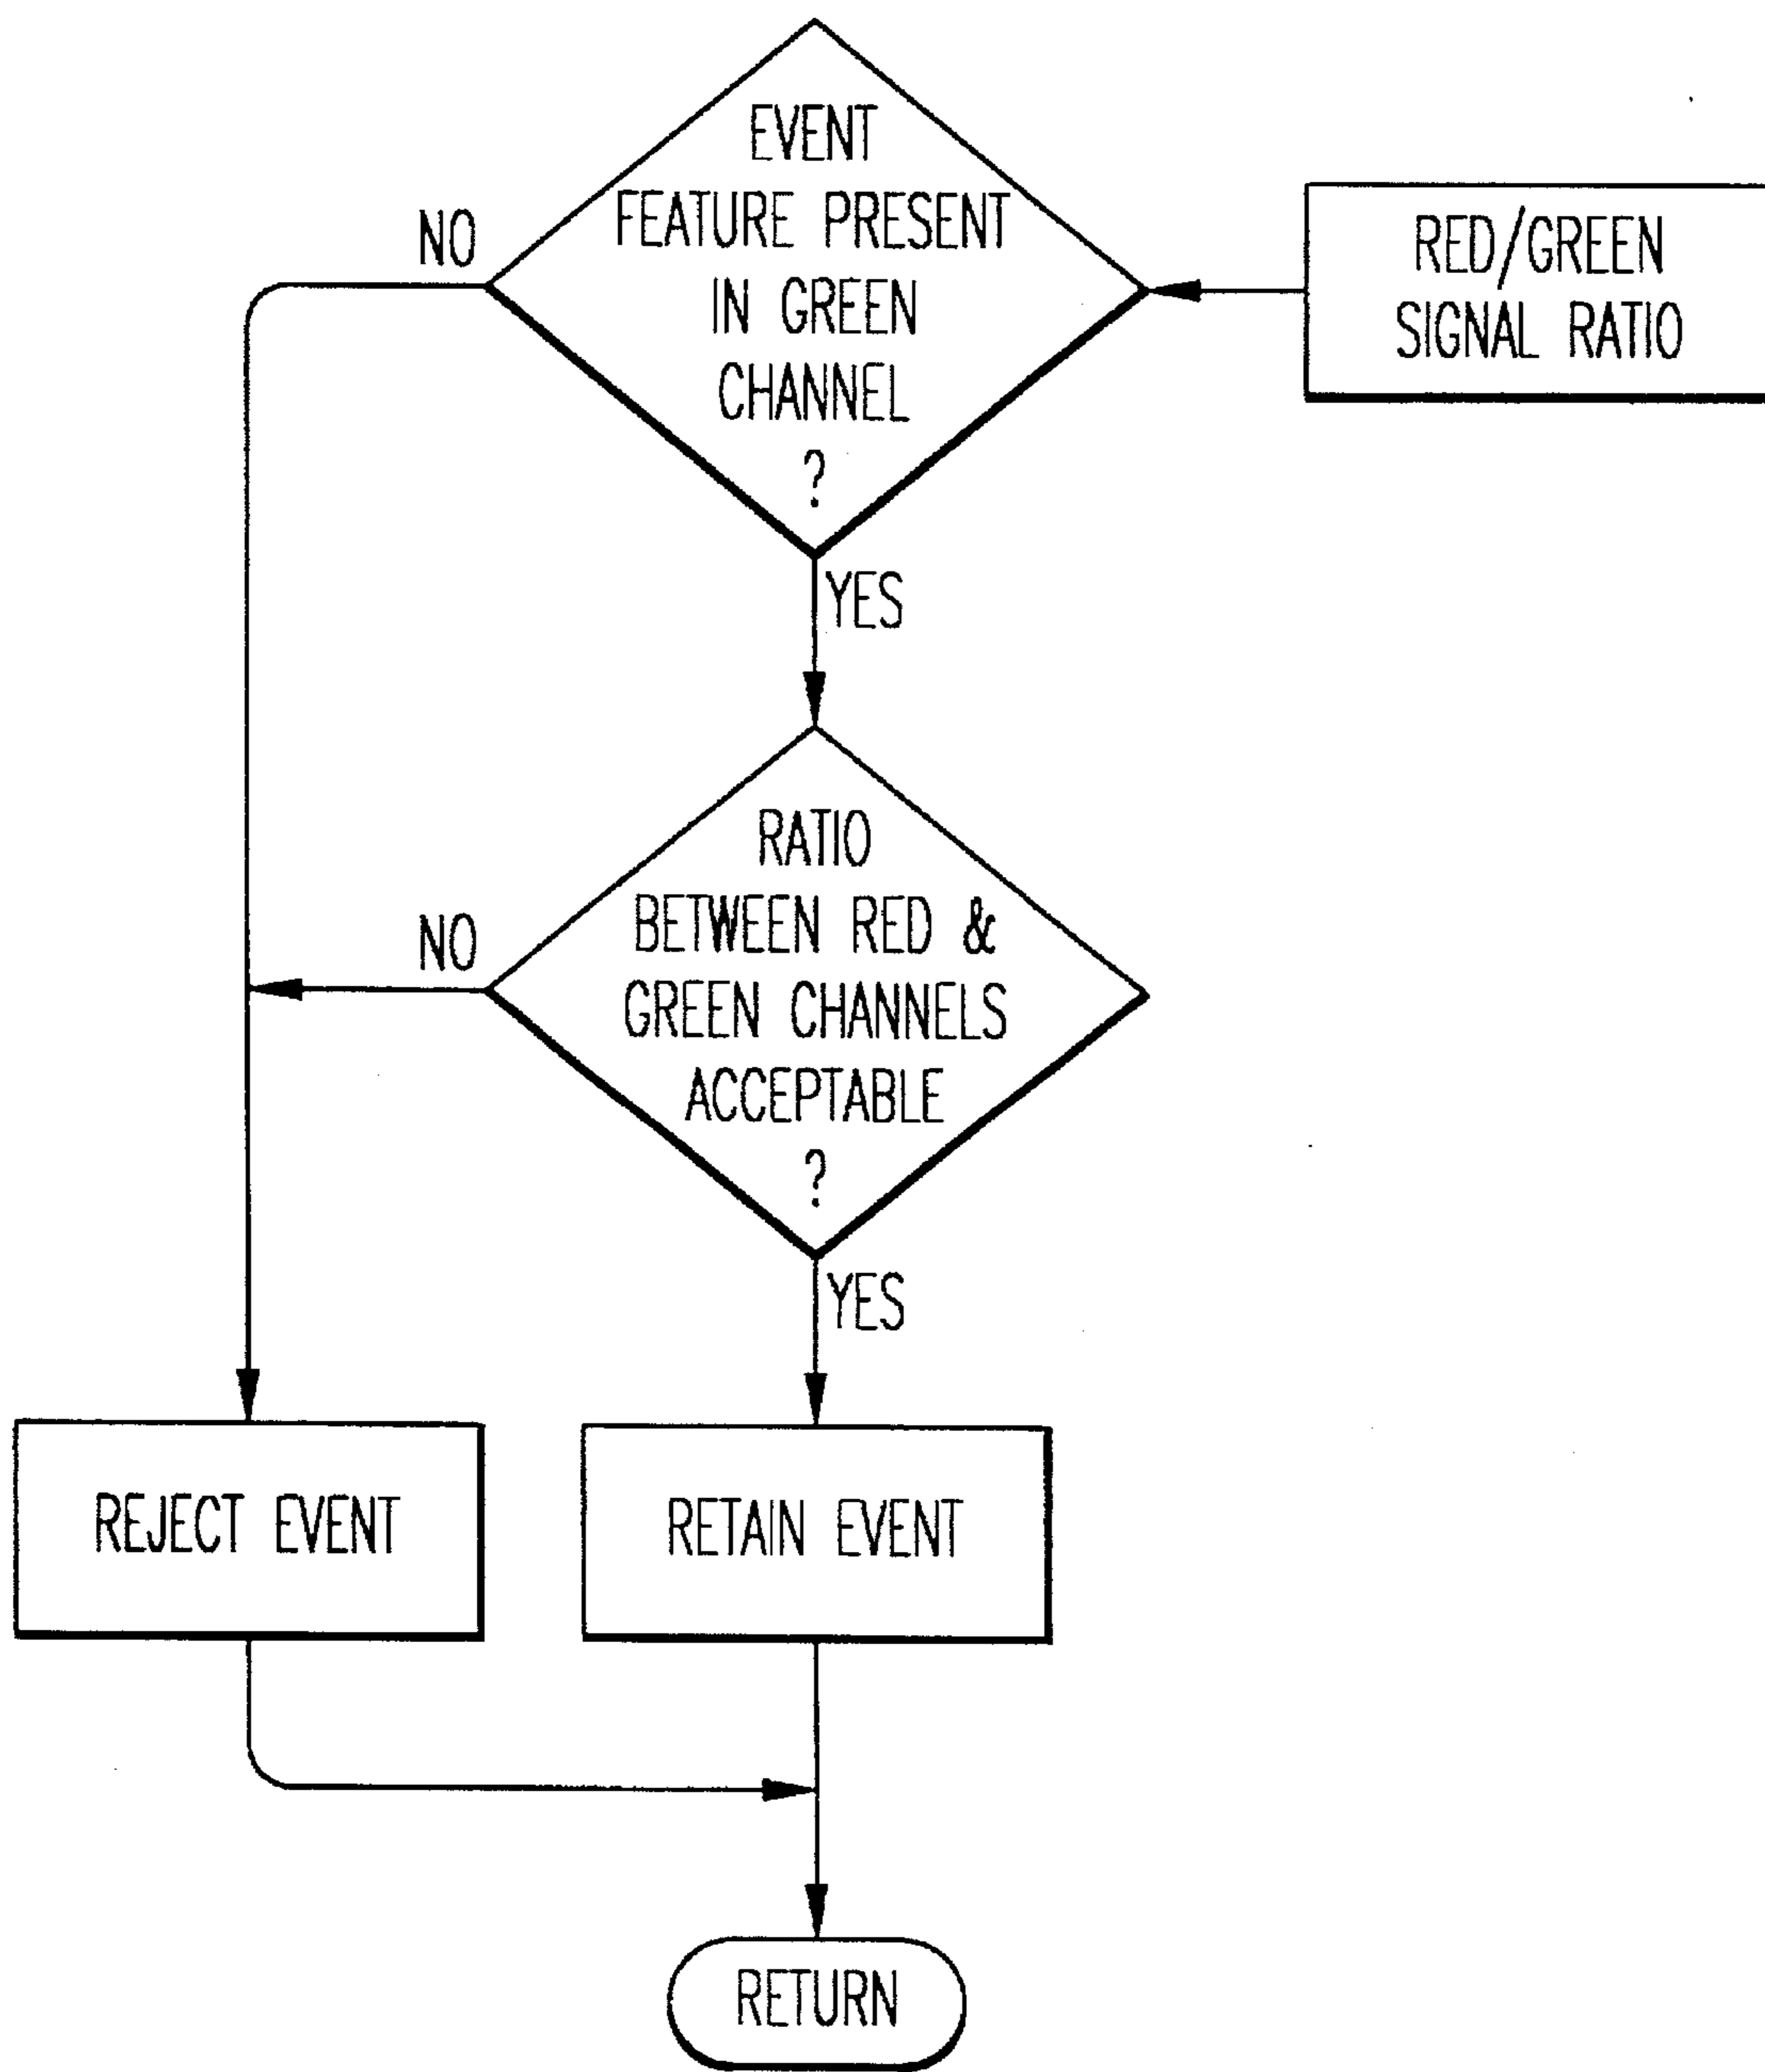 EVENT
FEATURE PRESENT
IN GREEN
CHANNEL
?
NO
RED/GREEN
SIGNAL RATIO
YES
RATIO
BETWEEN RED &
GREEN CHANNELS
ACCEPTABLE
?
NO
YES
REJECT EVENT
RETAIN EVENT
RETURN